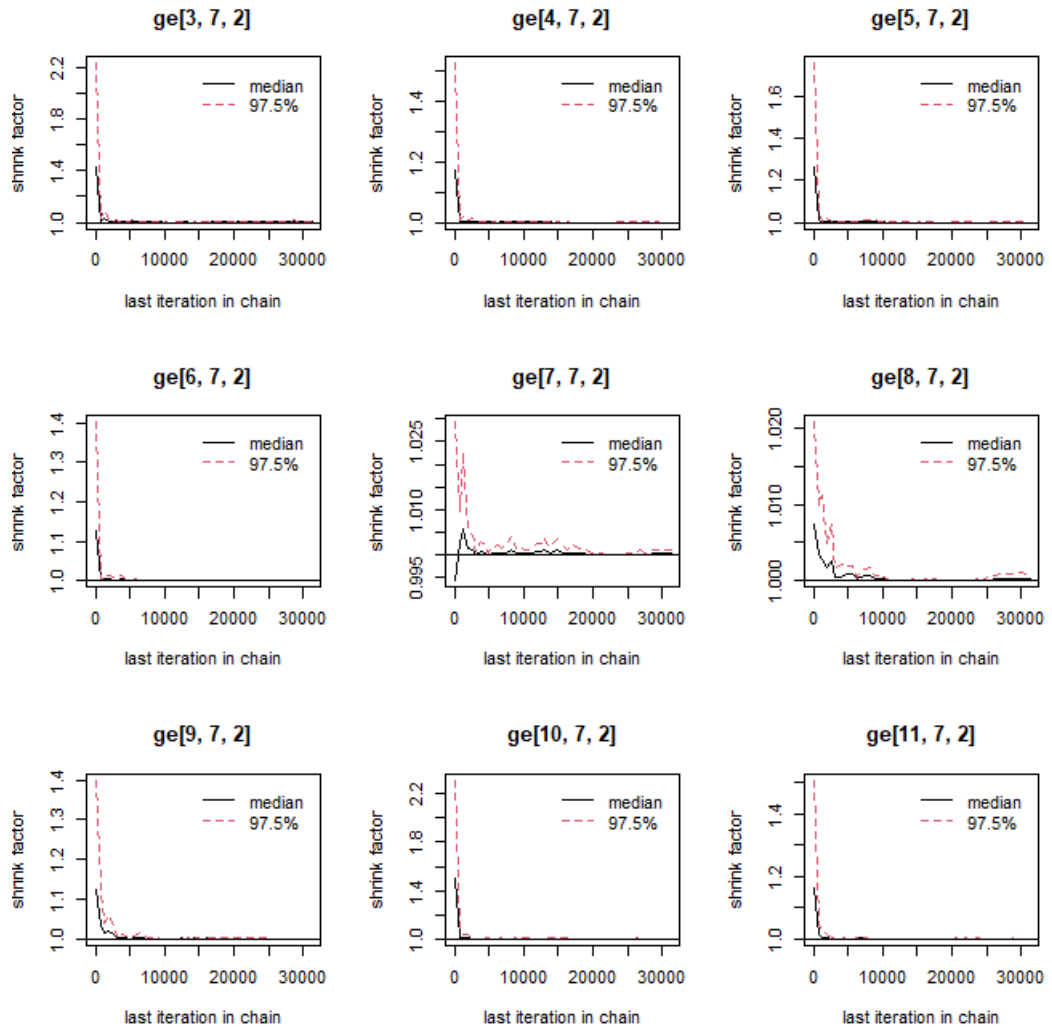 ge[3, 7, 2]
shrink factor
1.0 1.4 1.8 2.2
median
97.5%
0 10000 20000 30000
last iteration in chain
ge[4, 7, 2]
shrink factor
1.0 1.2 1.4
median
97.5%
0 10000 20000 30000
last iteration in chain
ge[5, 7, 2]
shrink factor
1.0 1.2 1.4 1.6
median
97.5%
0 10000 20000 30000
last iteration in chain
ge[6, 7, 2]
shrink factor
1.0 1.1 1.2 1.3 1.4
median
97.5%
0 10000 20000 30000
last iteration in chain
ge[7, 7, 2]
shrink factor
0.995 1.010 1.025
median
97.5%
0 10000 20000 30000
last iteration in chain
ge[8, 7, 2]
shrink factor
1.000 1.010 1.020
median
97.5%
0 10000 20000 30000
last iteration in chain
ge[9, 7, 2]
shrink factor
1.0 1.1 1.2 1.3 1.4
median
97.5%
0 10000 20000 30000
last iteration in chain
ge[10, 7, 2]
shrink factor
1.0 1.4 1.8 2.2
median
97.5%
0 10000 20000 30000
last iteration in chain
ge[11, 7, 2]
shrink factor
1.0 1.2 1.4
median
97.5%
0 10000 20000 30000
last iteration in chain